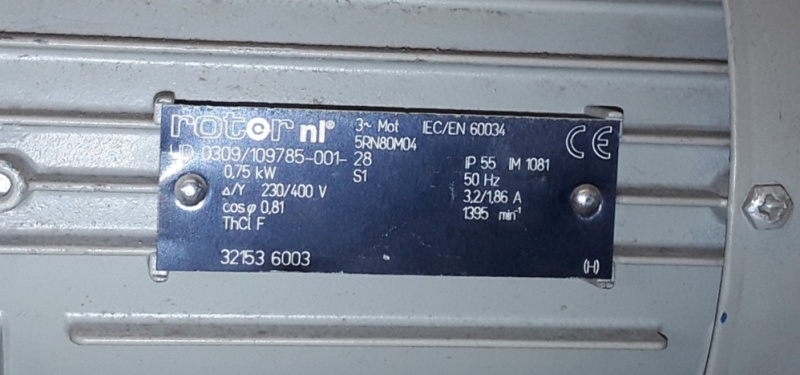 rotor nl®
3~ Mot IEC/EN 60034
5RN80M04
UD 0309/109785-001-28
0,75 kW S1 IP 55 IM 1081
Δ/Y 230/400 V 50 Hz
cos φ 0,81 3,2/1,86 A
ThCl F 1395 min⁻¹
32153 6003
CE
(H)